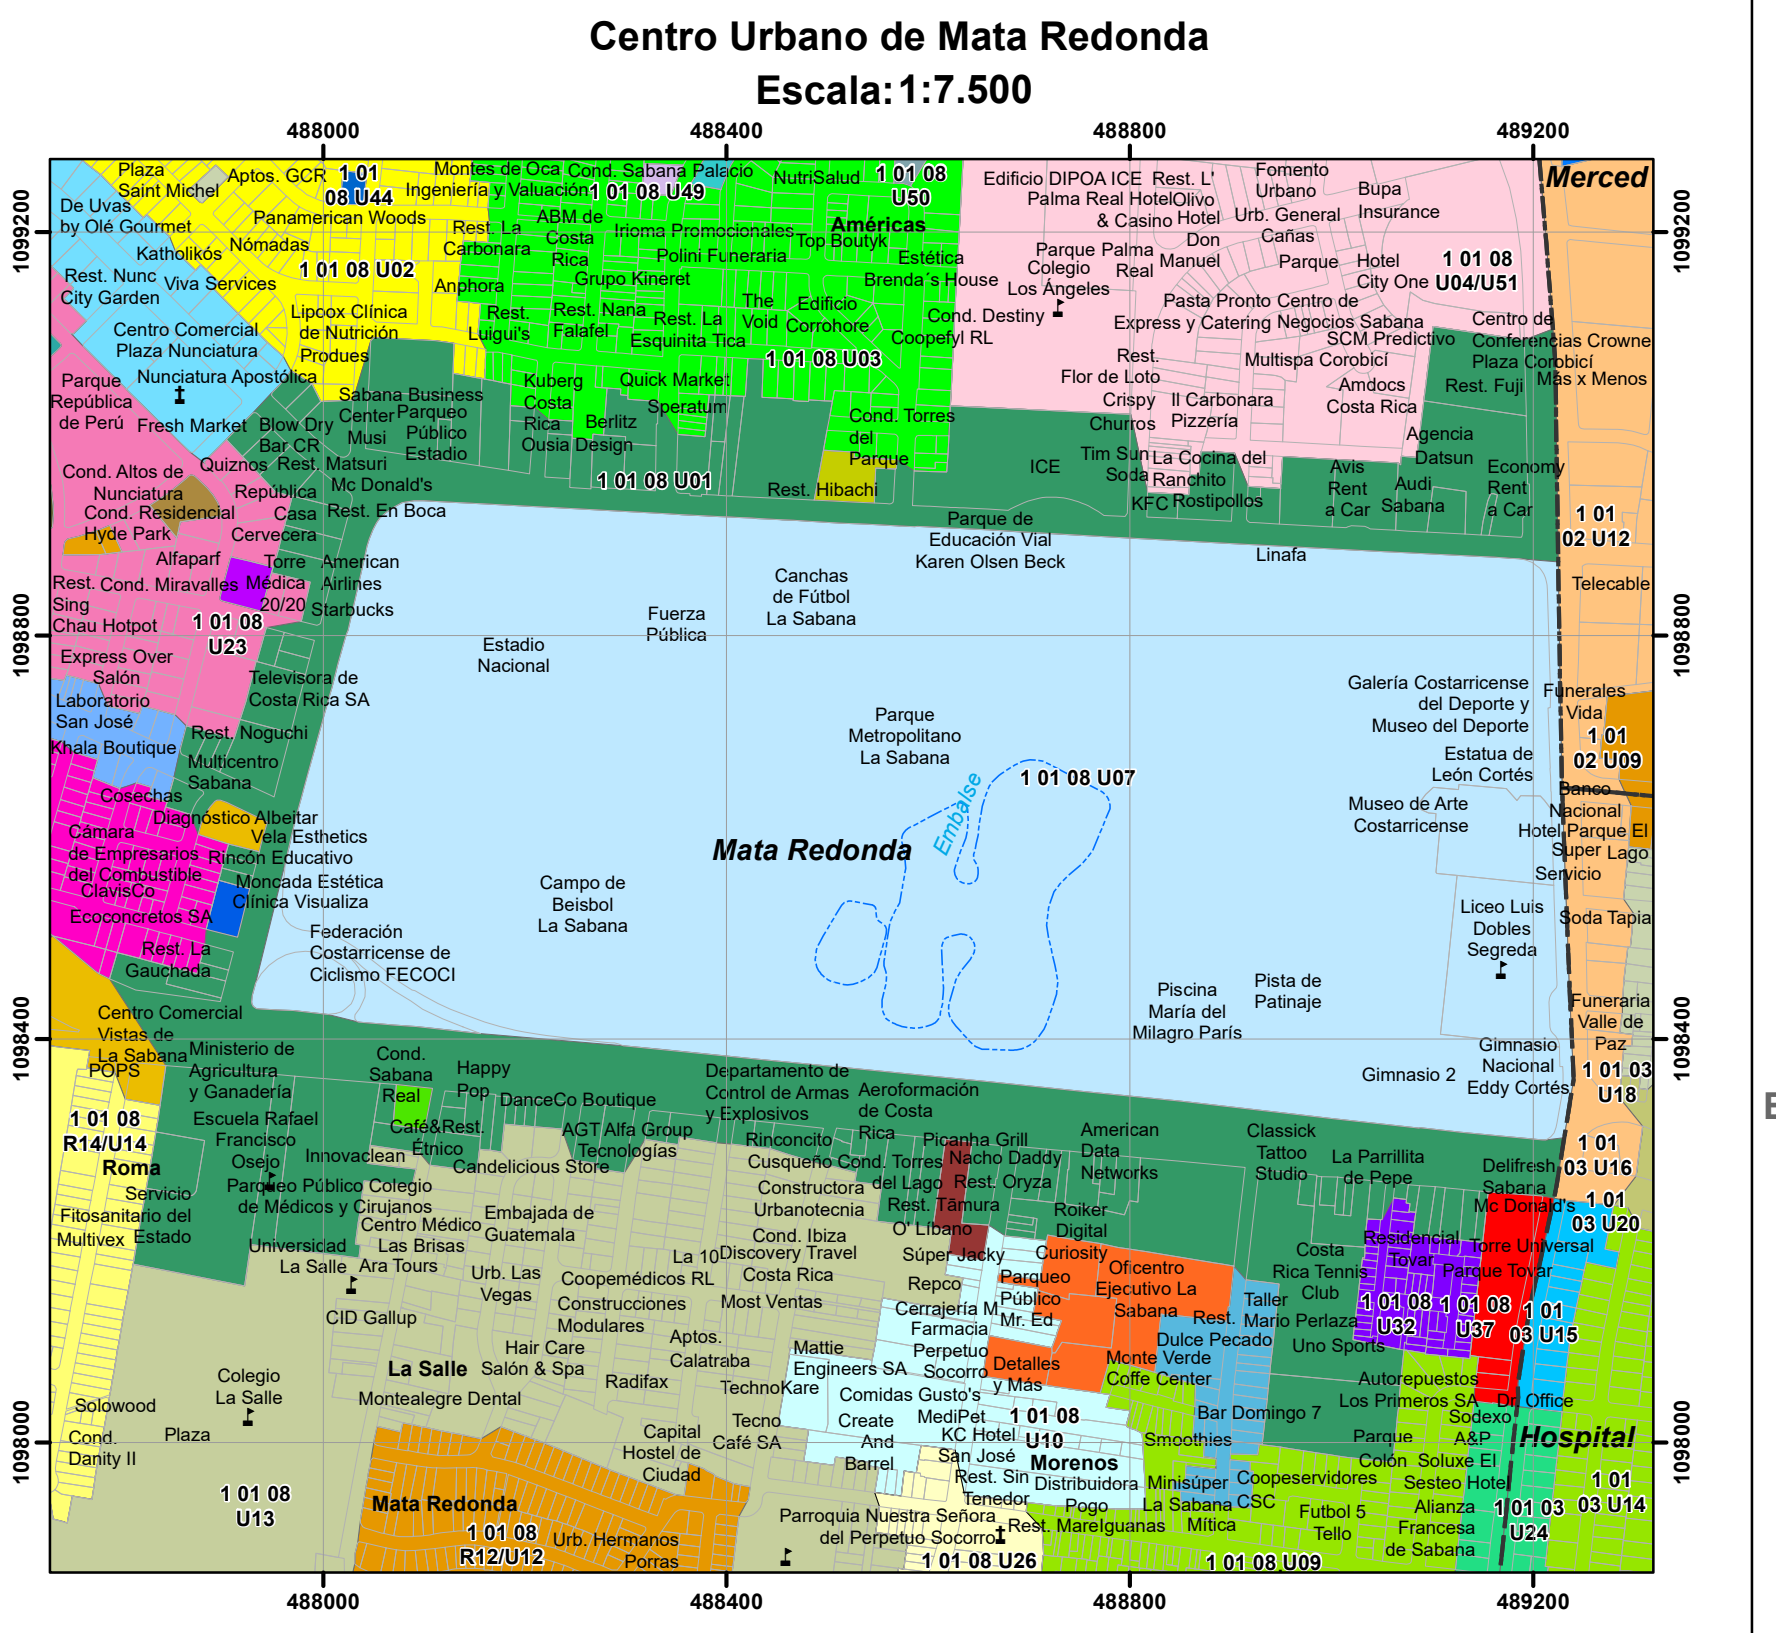 Centro Urbano de Mata Redonda
Escala:1:7.500
488000
488400
488800
489200
1099200
1098800
1098400
1098000
Plaza
Saint Michel
Aptos. GCR
1 01
08 U44
De Uvas
by Olé Gourmet
Panamerican Woods
Katholikós
Nómadas
1 01 08 U02
Rest. Nunc
City Garden
Viva Services
Lipoox Clínica
de Nutrición
Produes
Centro Comercial
Plaza Nunciatura
Nunciatura Apostólica
Fresh Market
Parque
República
de Perú
Montes de Oca
Ingeniería y Valuación
Cond. Sabana Palacio
1 01 08 U49
NutriSalud
1 01 08
U50
Américas
Rest. La
Carbonara
ABM de
Costa
Rica
Irioma Promocionales
Top Boutyk
Polini Funeraria
Estética
Brenda´s House
Grupo Kineret
Anphora
Rest.
Luigui's
Rest. Nana
Falafel
Rest. La
Esquinita Tica
The
Void
Edificio
Corrohore
Coopefyl RL
1 01 08 U03
Kuberg
Costa
Rica
Quick Market
Speratum
Berlitz
Ousia Design
Cond. Torres
del
Parque
Rest. Hibachi
1 01 08 U01
Edificio DIPOA ICE
Palma Real Hotel
& Casino
Rest. L'
Olivo
Hotel
Don
Manuel
Fomento
Urbano
Bupa
Insurance
Urb. General
Cañas
Parque Palma
Real
Colegio
Los Ángeles
Parque
Hotel
City One
1 01 08
U04/U51
Cond. Destiny
Pasta Pronto
Express y Catering
Centro de
Negocios Sabana
SCM Predictivo
Multispa Corobicí
Centro de
Conferencias Crowne
Plaza Corobicí
Más x Menos
Rest. Fuji
Rest.
Flor de Loto
Amdocs
Costa Rica
Crispy
Churros
Il Carbonara
Pizzería
Agencia
Datsun
Tim Sun
Soda
La Cocina del
Ranchito
KFC
Rostipollos
ICE
Avis
Rent
a Car
Audi
Sabana
Economy
Rent
a Car
Merced
1 01
02 U12
Telecable
Sabana Business
Center
Musi
Parqueo
Público
Estadio
Blow Dry
Bar CR
Quiznos
Rest. Matsuri
Mc Donald's
República
Casa
Cervecera
Rest. En Boca
Cond. Altos de
Nunciatura
Cond. Residencial
Hyde Park
Alfaparf
Torre
Médica
20/20
American
Airlines
Starbucks
Rest.
Sing
Chau Hotpot
Cond. Miravalles
1 01 08
U23
Express Over
Salón
Televisora de
Costa Rica SA
Laboratorio
San José
Rest. Noguchi
Khala Boutique
Multicentro
Sabana
Cosechas
Diagnóstico Albeitar
Vela Esthetics
Rincón Educativo
Cámara
de Empresarios
del Combustible
ClavisCo
Moncada Estética
Clínica Visualiza
Ecoconcretos SA
Rest. La
Gauchada
Parque de
Educación Vial
Karen Olsen Beck
Linafa
Canchas
de Fútbol
La Sabana
Fuerza
Pública
Estadio
Nacional
Parque
Metropolitano
La Sabana
1 01 08 U07
Embalse
Mata Redonda
Campo de
Beisbol
La Sabana
Federación
Costarricense de
Ciclismo FECOCI
Galería Costarricense
del Deporte y
Museo del Deporte
Estatua de
León Cortés
Museo de Arte
Costarricense
Liceo Luis
Dobles
Segreda
Pista de
Patinaje
Piscina
María del
Milagro París
Gimnasio 2
Gimnasio
Nacional
Eddy Cortés
Funerales
Vida
1 01
02 U09
Banco
Nacional
Hotel Parque El
Lago
Super
Servicio
Soda Tapia
Funeraria
Valle de
Paz
1 01 03
U18
1 01
03 U16
1 01
03 U20
Centro Comercial
Vistas de
La Sabana
POPS
Ministerio de
Agricultura
y Ganadería
Cond.
Sabana
Real
Happy
Pop
DanceCo Boutique
1 01 08
R14/U14
Roma
Escuela Rafael
Francisco
Osejo
Innovaclean
Café&Rest.
Étnico
AGT Alfa Group
Tecnologías
Candelicious Store
Servicio
Fitosanitario del
Estado
Multivex
Parqueo Público Colegio
de Médicos y Cirujanos
Centro Médico
Las Brisas
Embajada de
Guatemala
Universidad
La Salle
Ara Tours
Urb. Las
Vegas
CID Gallup
Departamento de
Control de Armas
y Explosivos
Aeroformación
de Costa
Rica
Rinconcito
Cusqueño
Cond. Torres
del Lago
Picanha Grill
Nacho Daddy
Rest. Oryza
American
Data
Networks
Constructora
Urbanotecnia
Rest. Tâmura
O' Líbano
Roiker
Digital
Cond. Ibiza
La 10
Discovery Travel
Costa Rica
Súper Jacky
Curiosity
Coopemédicos RL
Most Ventas
Repco
Parqueo
Público
Mr. Ed
Oficentro
Ejecutivo La
Sabana
Construcciones
Modulares
Cerrajería M
Farmacia
Perpetuo
Socorro
Classick
Tattoo
Studio
La Parrillita
de Pepe
Delifresh
Sabana
Mc Donald's
Residencial
Tovar
Torre Universal
Parque Tovar
Costa
Rica Tennis
Club
Taller
Mario Perlaza
Rest.
Dulce Pecado
Uno Sports
1 01 08
U32
1 01 08
U37
1 01
03 U15
Hair Care
Salón & Spa
Aptos.
Calatraba
Mattie
Engineers SA
La Salle
Colegio
La Salle
Radifax
TechnoKare
Montealegre Dental
Comidas Gusto's
Detalles
y Más
Monte Verde
Coffe Center
Autorepuestos
Los Primeros SA
Dr. Office
Solowood
Plaza
Cond.
Danity II
Capital
Hostel de
Ciudad
Tecno
Café SA
Create
And
Barrel
MediPet
KC Hotel
San José
1 01 08
U10
Morenos
Bar Domingo 7
Smoothies
Sodexo
A&P
Parque
Colón
Soluxe El
Sesteo Hotel
Hospital
1 01 08
U13
Mata Redonda
1 01 08
R12/U12
Urb. Hermanos
Porras
Rest. Sin
Tenedor
Distribuidora
Pogo
Minisúper
La Sabana
Mítica
Coopeservidores
CSC
Parroquia Nuestra Señora
del Perpetuo Socorro
Rest. MareIguanas
Futbol 5
Tello
Alianza
Francesa
de Sabana
1 01 08 U26
1 01 08 U09
1 01 03
U24
1 01
03 U14
488000
488400
488800
489200
1099200
1098800
1098400
1098000